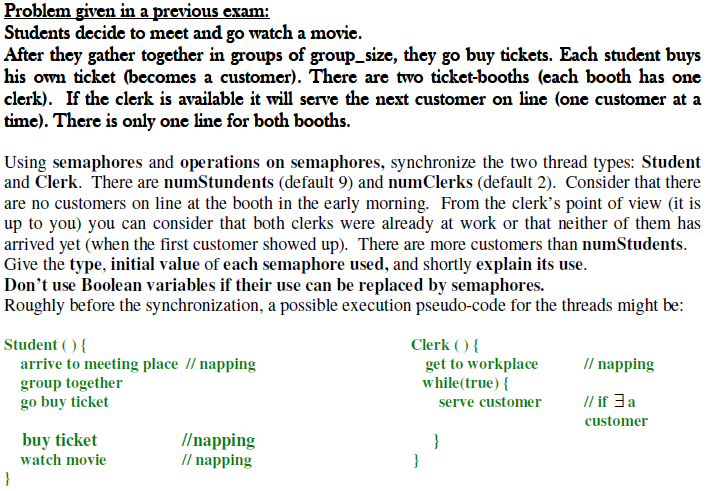 Problem given in a previous exam:
Students decide to meet and go watch a movie.
After they gather together in groups of group_size, they go buy tickets. Each student buys
his own ticket (becomes a customer). There are two ticket-booths (each booth has one
clerk). If the clerk is available it will serve the next customer on line (one customer at a
time). There is only one line for both booths.
Using semaphores and operations on semaphores, synchronize the two thread types: Student
and Clerk. There are numStundents (default 9) and numClerks (default 2). Consider that there
are no customers on line at the booth in the early morning. From the clerk's point of view (it is
up to you) you can consider that both clerks were already at work or that neither of them has
arrived yet (when the first customer showed up). There are more customers than numStudents.
Give the type, initial value of each semaphore used, and shortly explain its use.
Don't use Boolean variables if their use can be replaced by semaphores.
Roughly before the synchronization, a possible execution pseudo-code for the threads might be:
Student ( ) {
arrive to meeting place // napping
group together
go buy ticket
buy ticket //napping
watch movie // napping
}
Clerk ( ) {
get to workplace // napping
while(true) {
serve customer // if ∃ a
customer
}
}